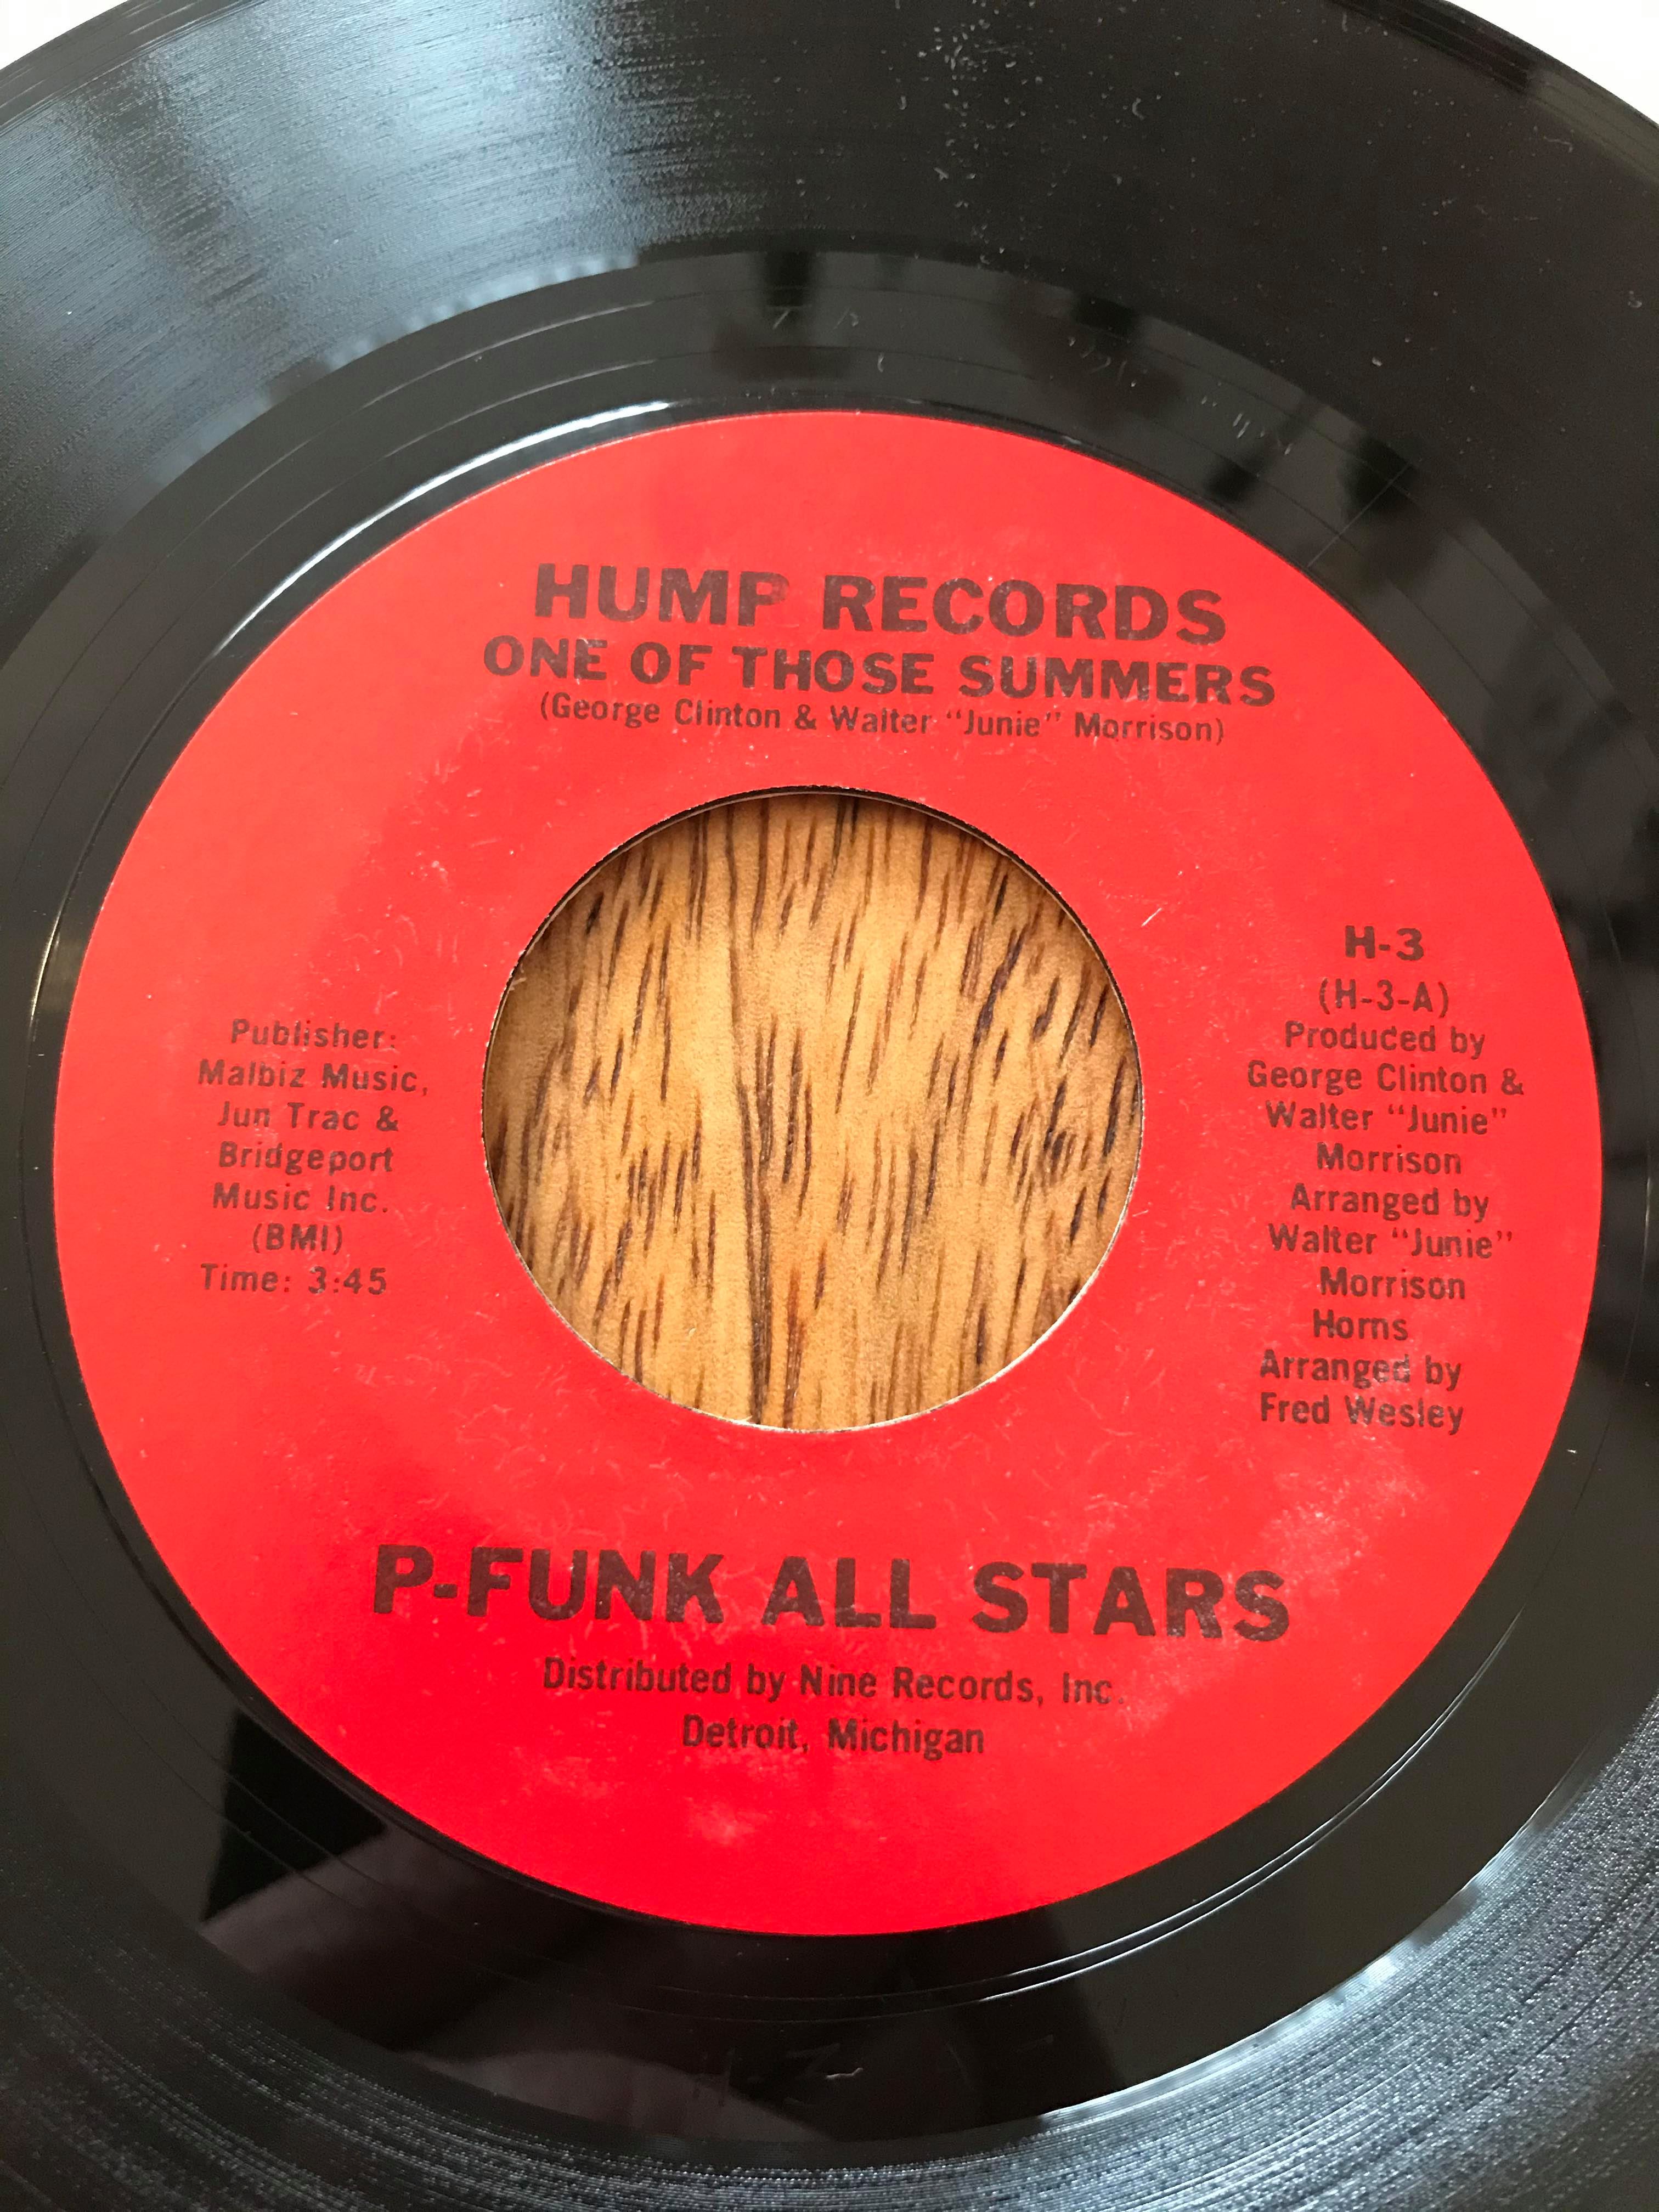 HUMP RECORDS
ONE OF THOSE SUMMERS
(George Clinton & Walter "Junie" Morrison)
Publisher:
Malbiz Music,
Jun Trac &
Bridgeport
Music Inc.
(BMI)
Time: 3:45
H-3
(H-3-A)
Produced by
George Clinton &
Walter "Junie"
Morrison
Arranged by
Walter "Junie"
Morrison
Horns
Arranged by
Fred Wesley
P-FUNK ALL STARS
Distributed by Nine Records, Inc.
Detroit, Michigan